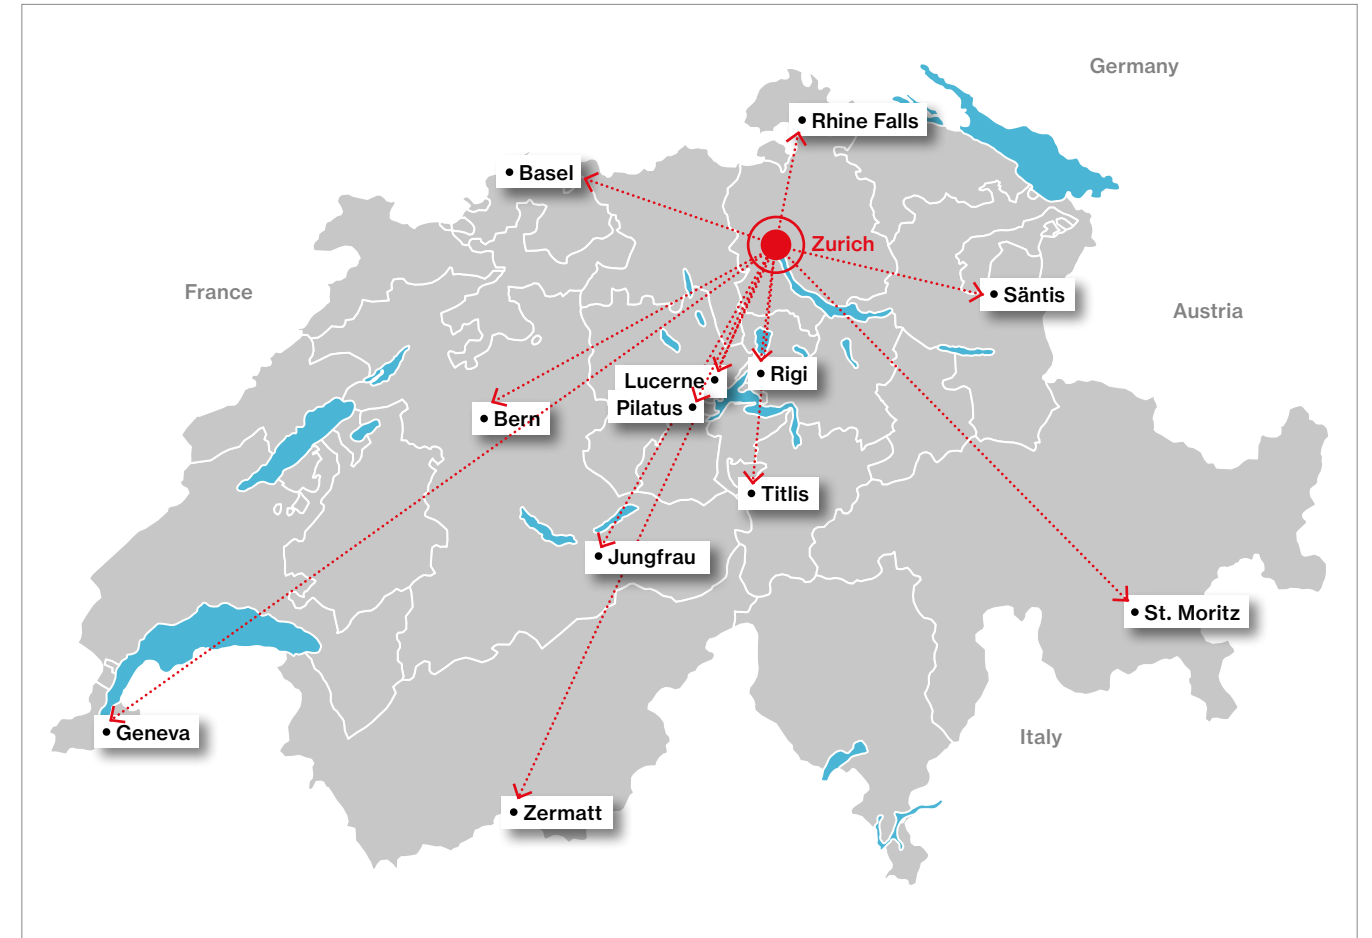 Germany
Rhine Falls
Basel
Zurich
France
Säntis
Austria
Lucerne
Rigi
Pilatus
Bern
Titlis
Jungfrau
St. Moritz
Geneva
Italy
Zermatt